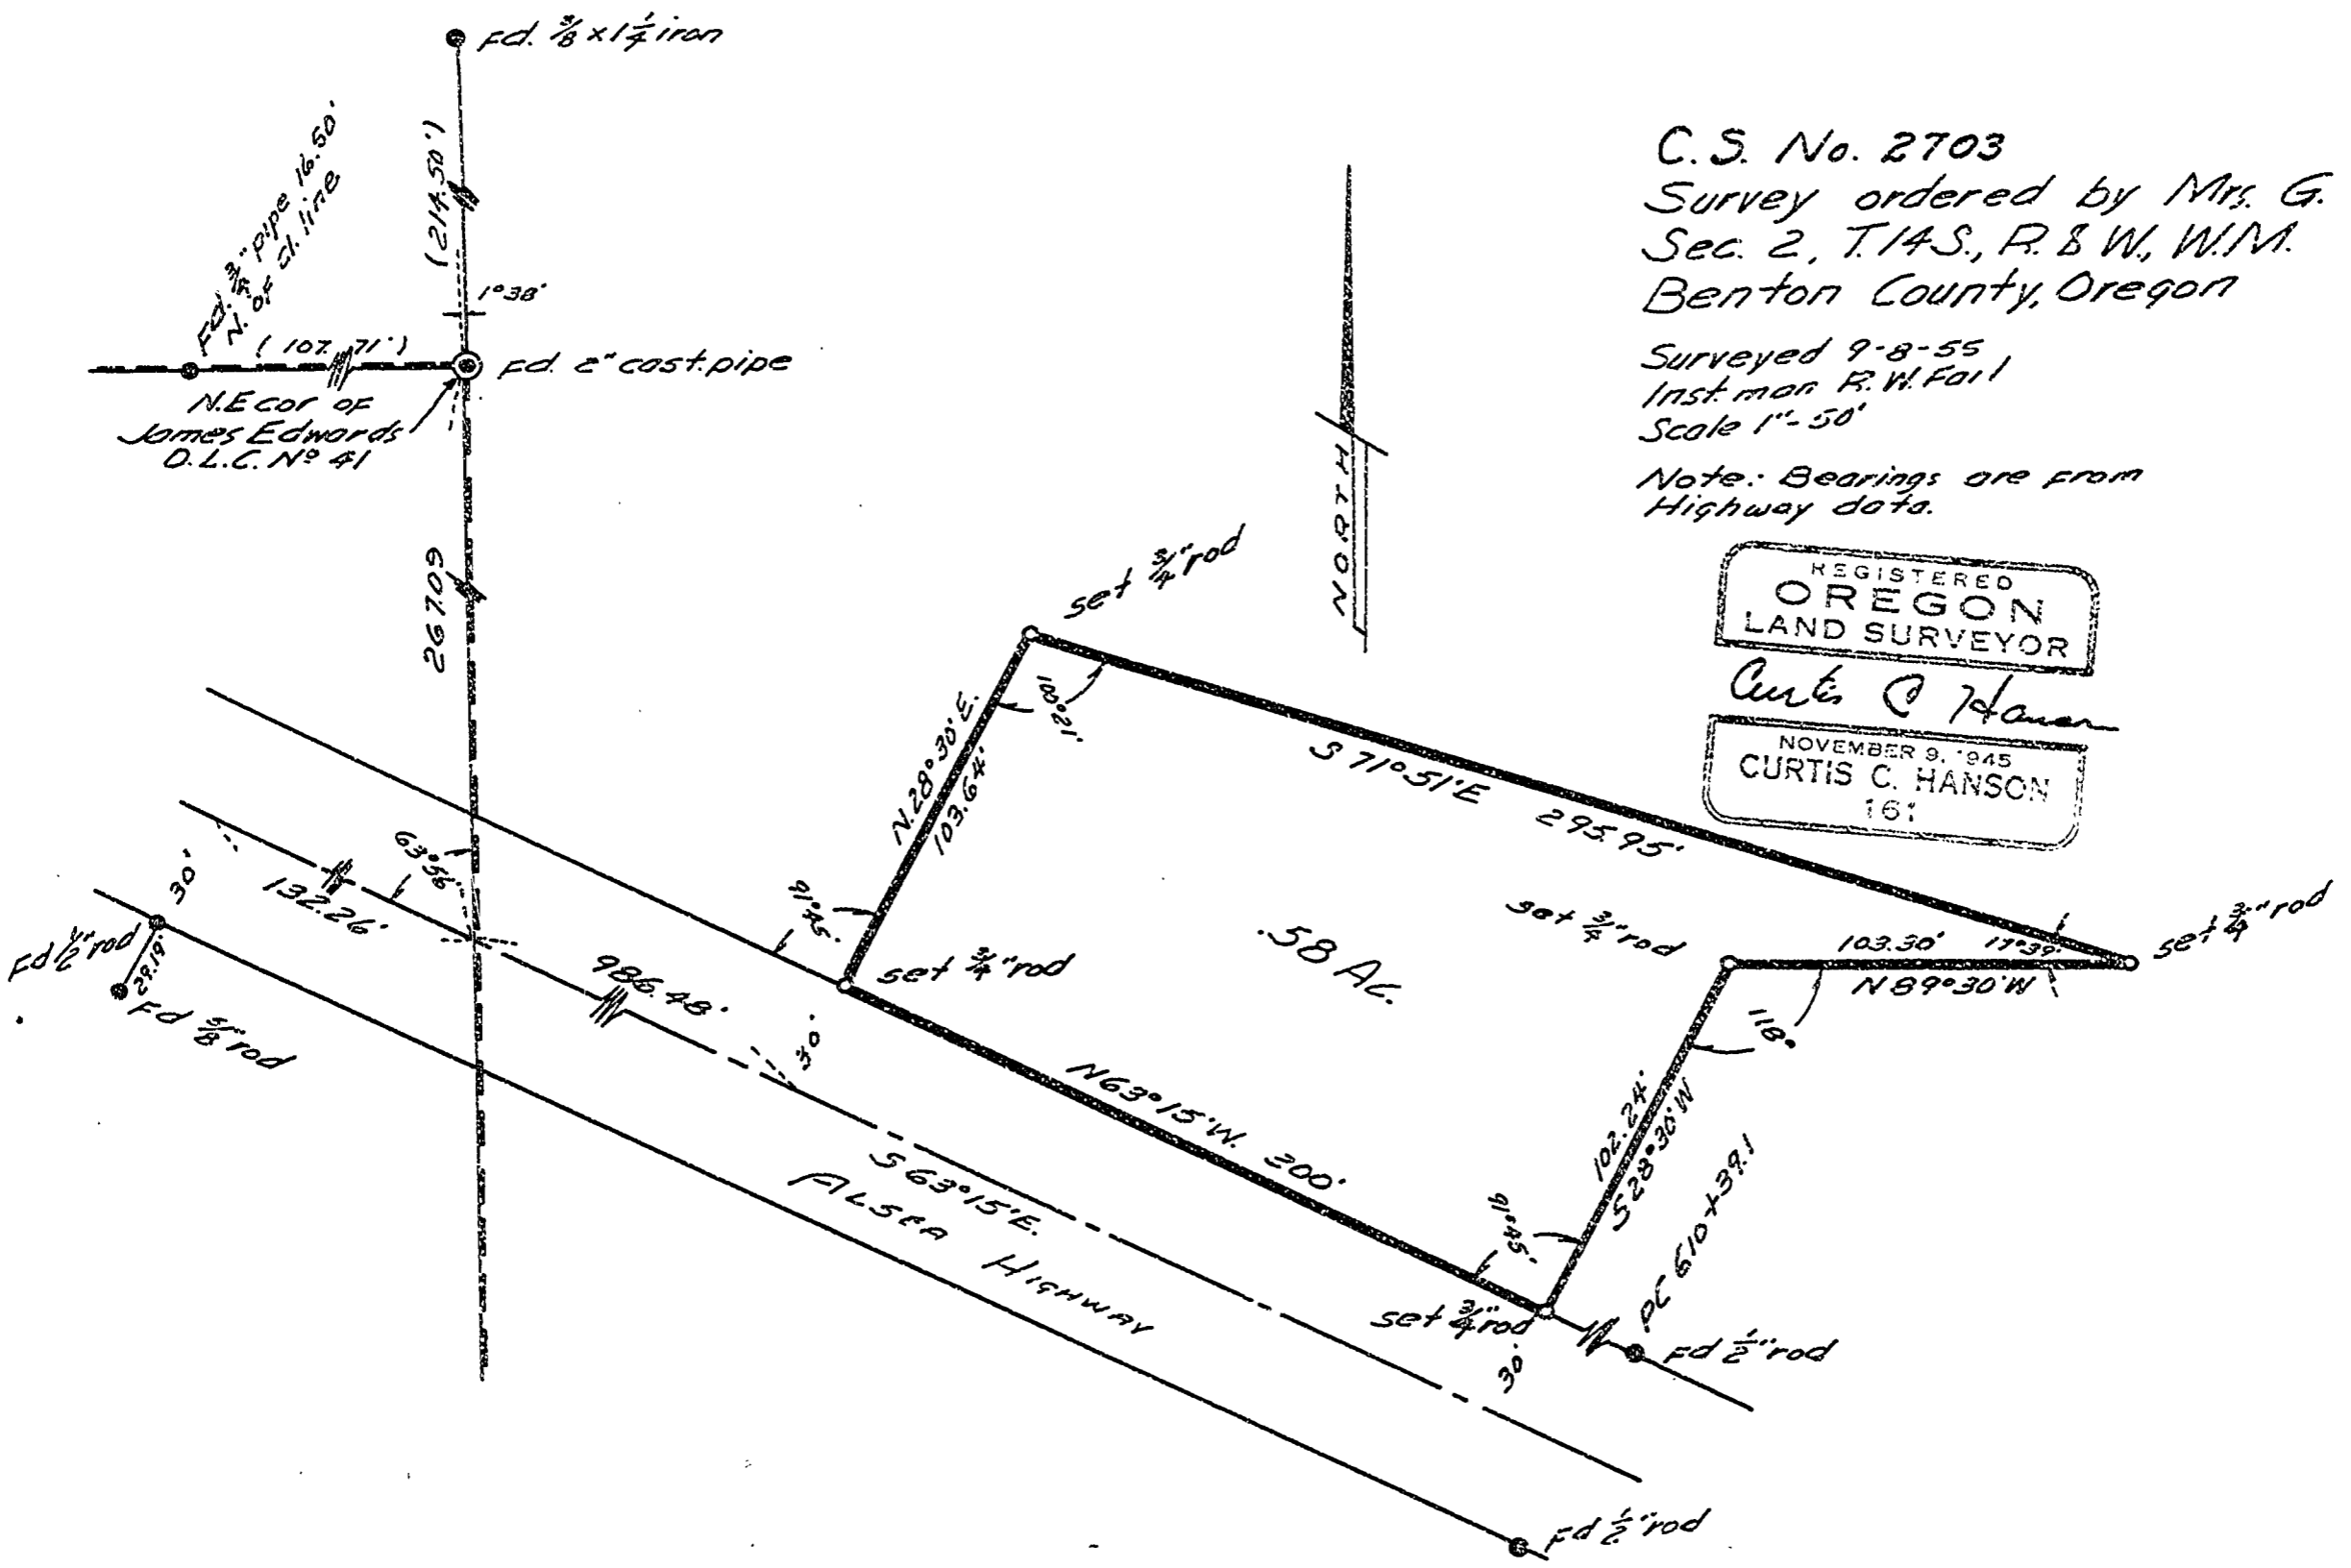 Fd. 3/8 x 1 1/4 iron
(214.50')
Fd. 3/4" pipe 16.50'
N. of cl. line
1°38'
(107.71')
Fd. 2" cast. pipe
N.E cor of
James Edwards
D.L.C. Nº 41
267.09
C.S. No. 2703
Survey ordered by Mrs. G.
Sec. 2, T.14S., R. 8 W., W.M.
Benton County, Oregon
Surveyed 9-8-55
Inst. man R.W. Fail
Scale 1"-50'
Note: Bearings are from
Highway data.
NORTH
REGISTERED
OREGON
LAND SURVEYOR
Curtis C Hanson
NOVEMBER 9, 1945
CURTIS C. HANSON
161
set 3/4" rod
100°21'
N.28°30'E.
103.64'
S 71°51'E 295.95'
91°45'
set 3/4" rod
.58 Ac.
set 3/4" rod
103.30' 17°39'
set 3/4" rod
N89°30'W
118°
102.24'
S28°30'W
91°45'
N63°15'W. 200'
set 3/4" rod
PC 610+39.1
Fd 1/2" rod
30'
63°56'
132.26'
30'
Fd 1/2" rod
29.19'
Fd 5/8" rod
986.48'
30'
S63°15'E.
ALSEA HIGHWAY
Fd 1/2" rod